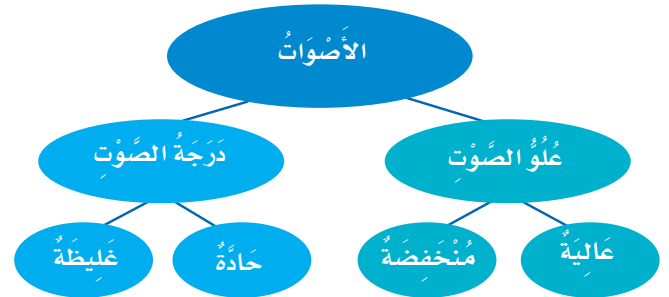 الأَصْوَاتُ
عُلُوُّ الصَّوْتِ
دَرَجَةُ الصَّوْتِ
عَالِيَةٌ
مُنْخَفِضَةٌ
حَادَّةٌ
غَلِيظَةٌ